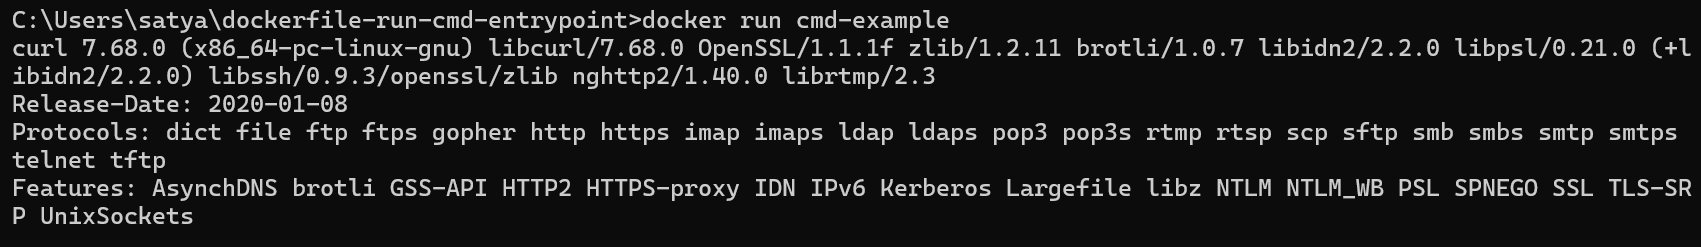 C:\Users\satya\dockerfile-run-cmd-entrypoint>docker run cmd-example
curl 7.68.0 (x86_64-pc-linux-gnu) libcurl/7.68.0 OpenSSL/1.1.1f zlib/1.2.11 brotli/1.0.7 libidn2/2.2.0 libpsl/0.21.0 (+l
ibidn2/2.2.0) libssh/0.9.3/openssl/zlib nghttp2/1.40.0 librtmp/2.3
Release-Date: 2020-01-08
Protocols: dict file ftp ftps gopher http https imap imaps ldap ldaps pop3 pop3s rtmp rtsp scp sftp smb smbs smtp smtps
telnet tftp
Features: AsynchDNS brotli GSS-API HTTP2 HTTPS-proxy IDN IPv6 Kerberos Largefile libz NTLM NTLM_WB PSL SPNEGO SSL TLS-SR
P UnixSockets